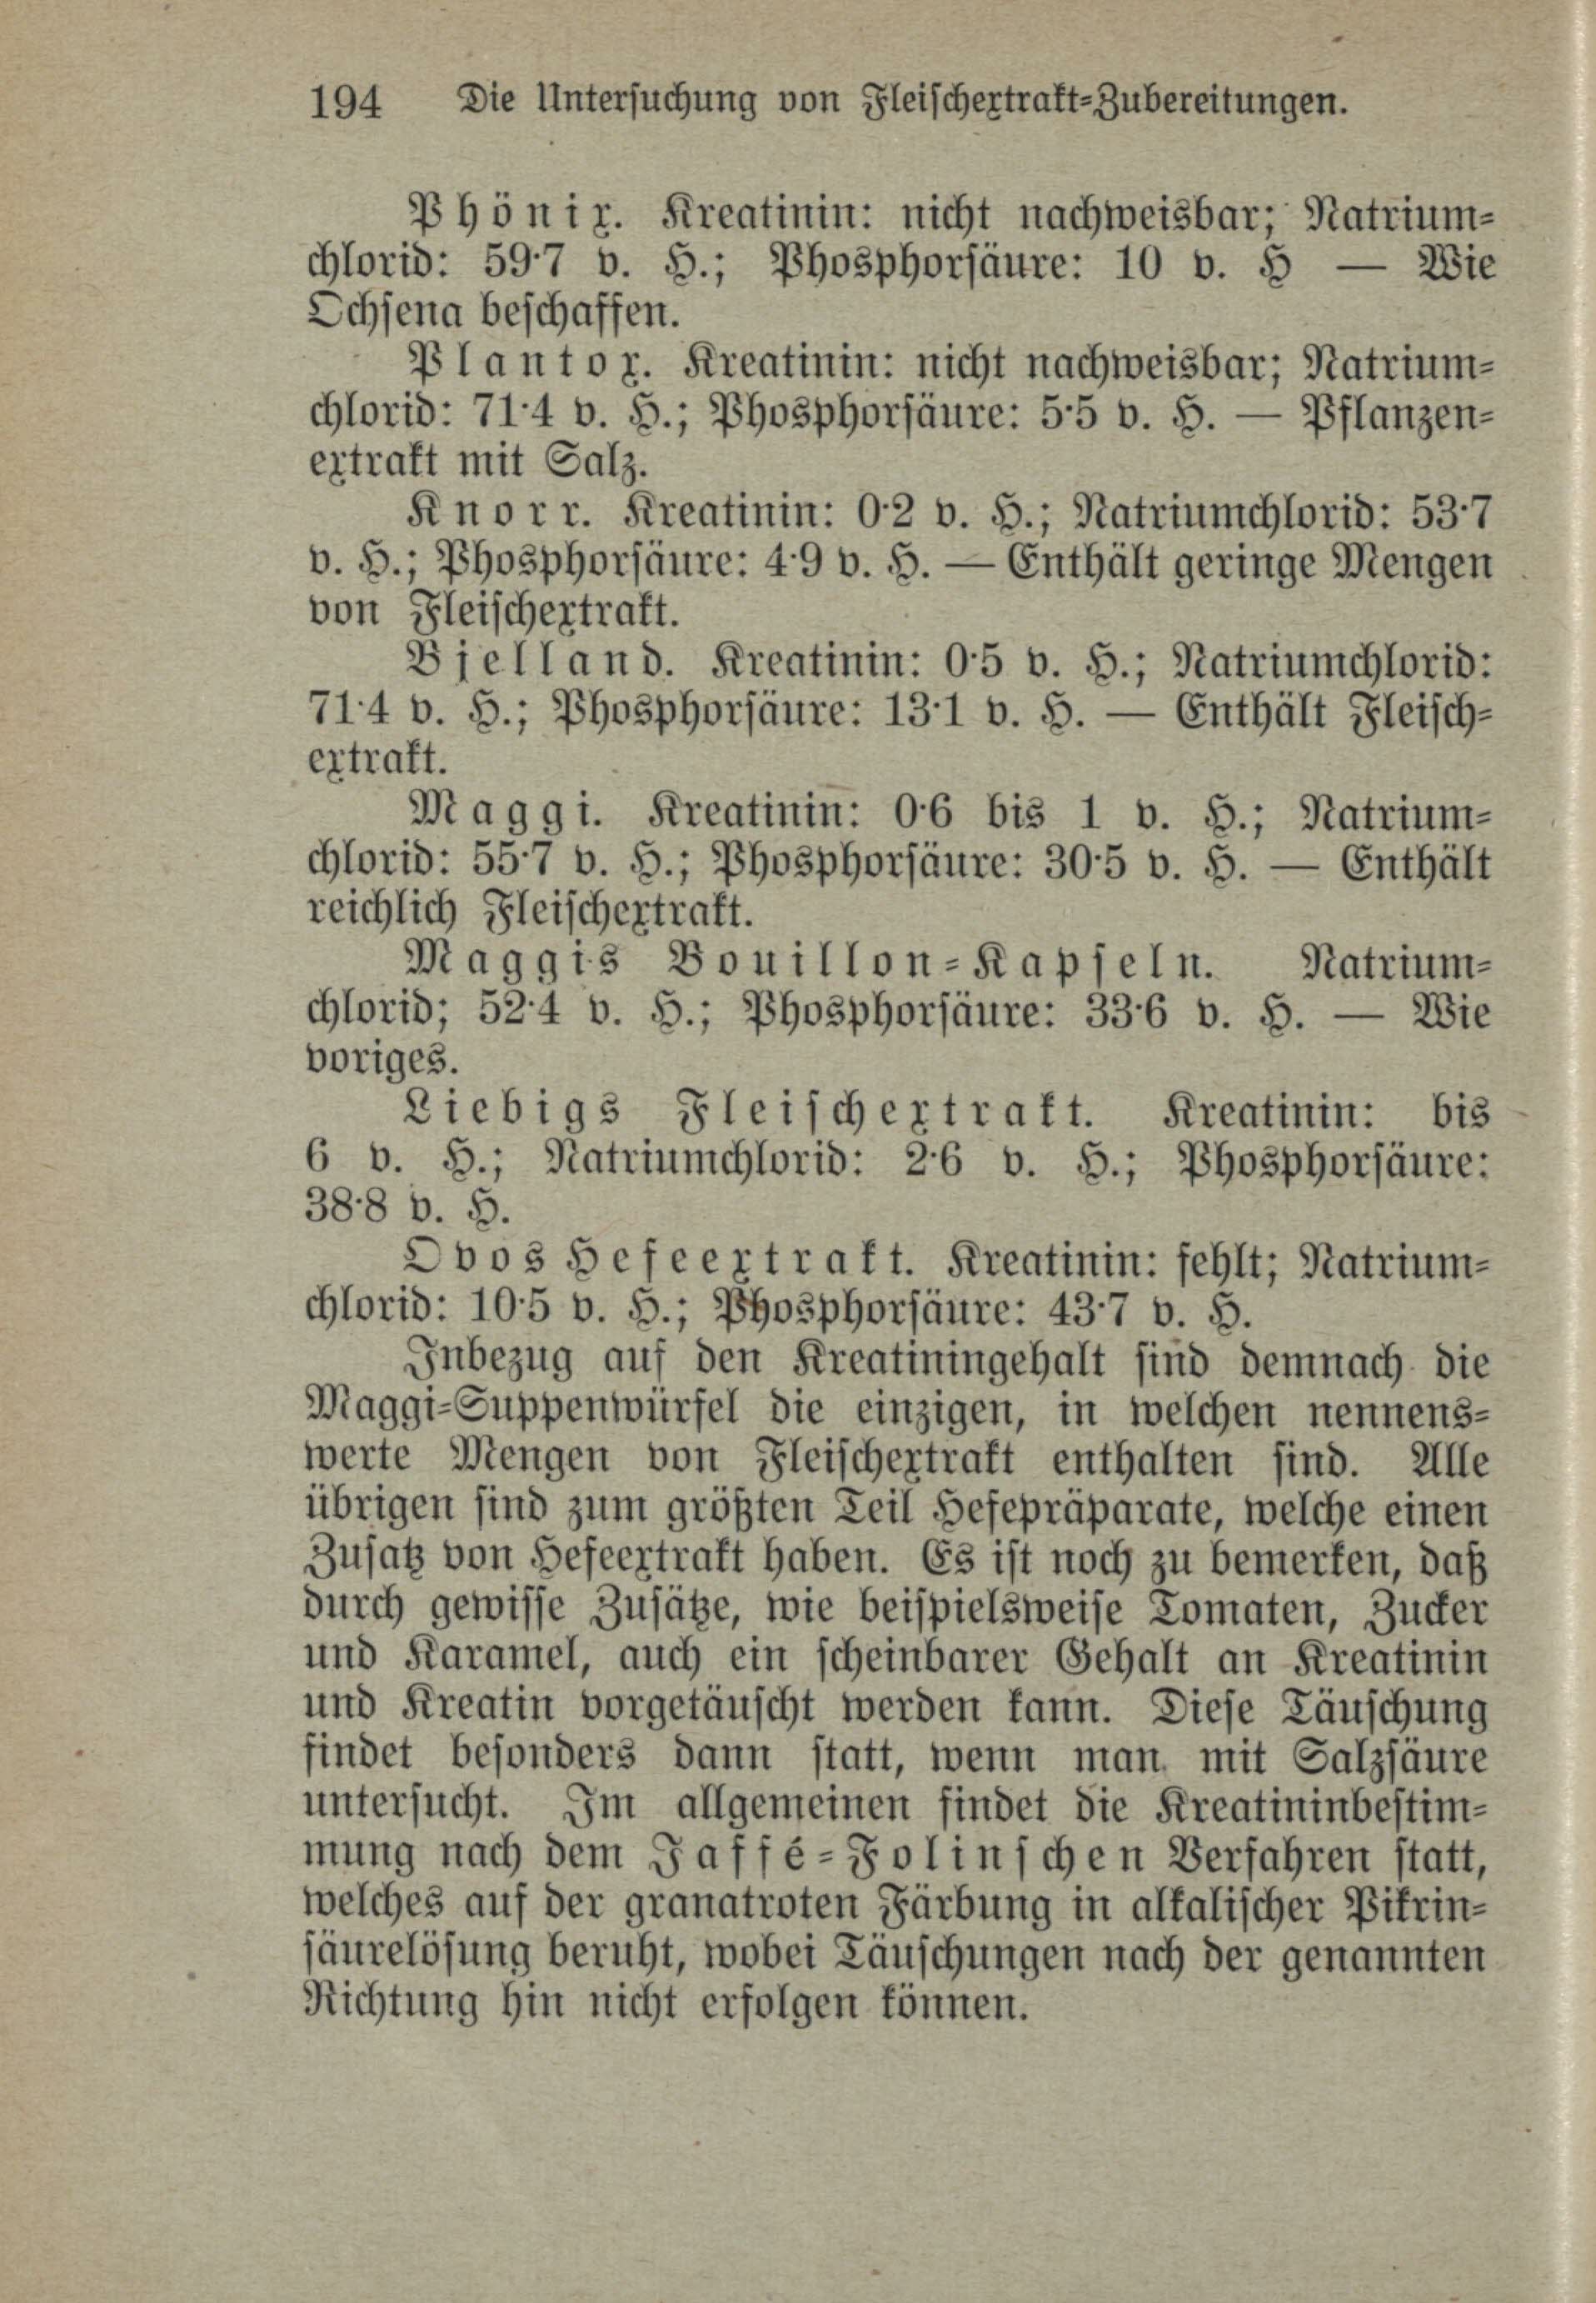 194 Die Untersuchung von Fleischextrakt-Zubereitungen.
Phönix. Kreatinin: nicht nachweisbar; Natrium-
chlorid: 59·7 v. H.; Phosphorsäure: 10 v. H — Wie
Ochsena beschaffen.
Plantox. Kreatinin: nicht nachweisbar; Natrium-
chlorid: 71·4 v. H.; Phosphorsäure: 5·5 v. H. — Pflanzen-
extrakt mit Salz.
Knorr. Kreatinin: 0·2 v. H.; Natriumchlorid: 53·7
v. H.; Phosphorsäure: 4·9 v. H. — Enthält geringe Mengen
von Fleischextrakt.
Bjelland. Kreatinin: 0·5 v. H.; Natriumchlorid:
71·4 v. H.; Phosphorsäure: 13·1 v. H. — Enthält Fleisch-
extrakt.
Maggi. Kreatinin: 0·6 bis 1 v. H.; Natrium-
chlorid: 55·7 v. H.; Phosphorsäure: 30·5 v. H. — Enthält
reichlich Fleischextrakt.
Maggis Bouillon-Kapseln. Natrium-
chlorid; 52·4 v. H.; Phosphorsäure: 33·6 v. H. — Wie
voriges.
Liebigs Fleischextrakt. Kreatinin: bis
6 v. H.; Natriumchlorid: 2·6 v. H.; Phosphorsäure:
38·8 v. H.
Ovos Hefeextrakt. Kreatinin: fehlt; Natrium-
chlorid: 10·5 v. H.; Phosphorsäure: 43·7 v. H.
Inbezug auf den Kreatiningehalt sind demnach die
Maggi-Suppenwürfel die einzigen, in welchen nennens-
werte Mengen von Fleischextrakt enthalten sind. Alle
übrigen sind zum größten Teil Hefepräparate, welche einen
Zusatz von Hefeextrakt haben. Es ist noch zu bemerken, daß
durch gewisse Zusätze, wie beispielsweise Tomaten, Zucker
und Karamel, auch ein scheinbarer Gehalt an Kreatinin
und Kreatin vorgetäuscht werden kann. Diese Täuschung
findet besonders dann statt, wenn man mit Salzsäure
untersucht. Im allgemeinen findet die Kreatininbestim-
mung nach dem Jaffé-Folinschen Verfahren statt,
welches auf der granatroten Färbung in alkalischer Pikrin-
säurelösung beruht, wobei Täuschungen nach der genannten
Richtung hin nicht erfolgen können.